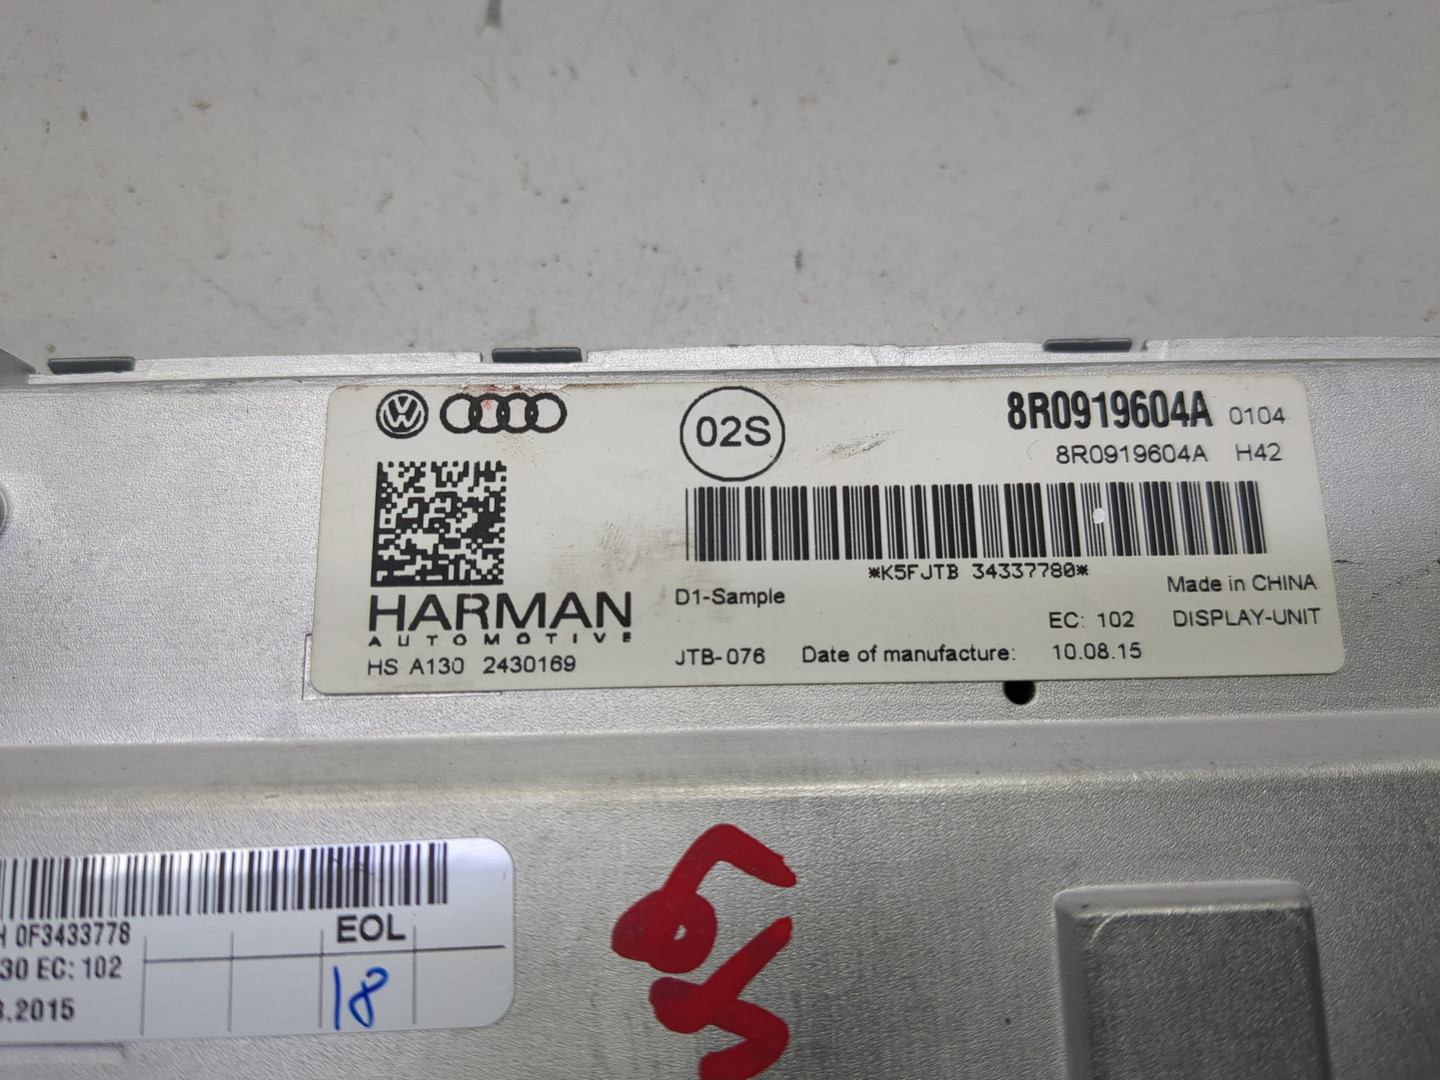 02S
8R0919604A 0104
8R0919604A H42
*K5FJTB 34337780*
HARMAN
AUTOMOTIVE
HS A130 2430169
D1-Sample
Made in CHINA
EC: 102 DISPLAY-UNIT
JTB-076 Date of manufacture: 10.08.15
0F3433778 EOL
30 EC: 102
18
.2015